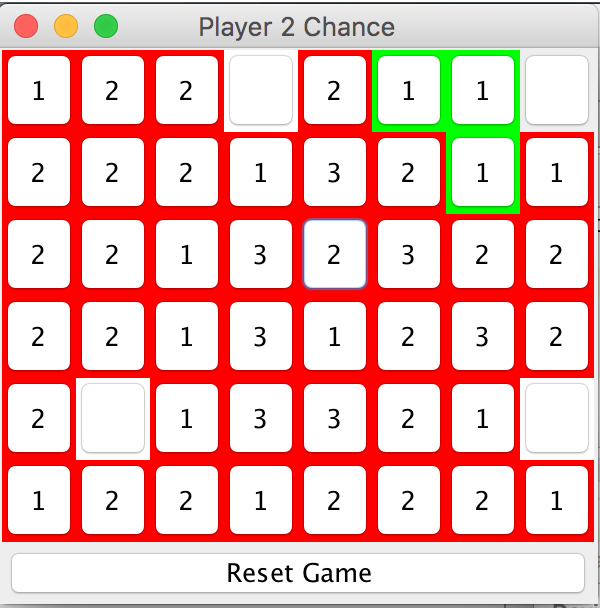 Player 2 Chance
1 2 2 2 1 1
2 2 2 1 3 2 1 1
2 2 1 3 2 3 2 2
2 2 1 3 1 2 3 2
2 1 3 3 2 1
1 2 2 1 2 2 2 1
Reset Game